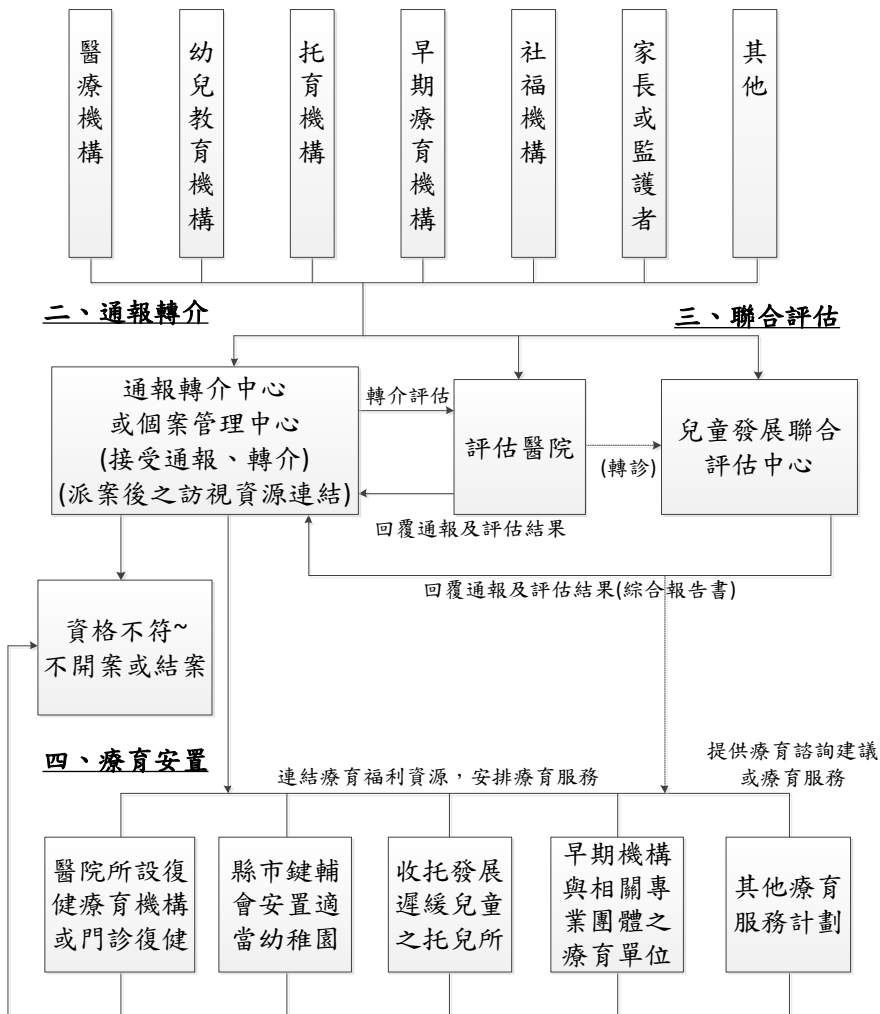 醫療機構
幼兒教育機構
托育機構
早期療育機構
社福機構
家長或監護者
其他
二、通報轉介
三、聯合評估
通報轉介中心
或個案管理中心
(接受通報、轉介)
(派案後之訪視資源連結)
轉介評估
評估醫院
(轉診)
兒童發展聯合
評估中心
回覆通報及評估結果
回覆通報及評估結果(綜合報告書)
資格不符~
不開案或結案
四、療育安置
連結療育福利資源，安排療育服務
提供療育諮詢建議
或療育服務
醫院所設復
健療育機構
或門診復健
縣市鍵輔
會安置適
當幼稚園
收托發展
遲緩兒童
之托兒所
早期機構
與相關專
業團體之
療育單位
其他療育
服務計劃